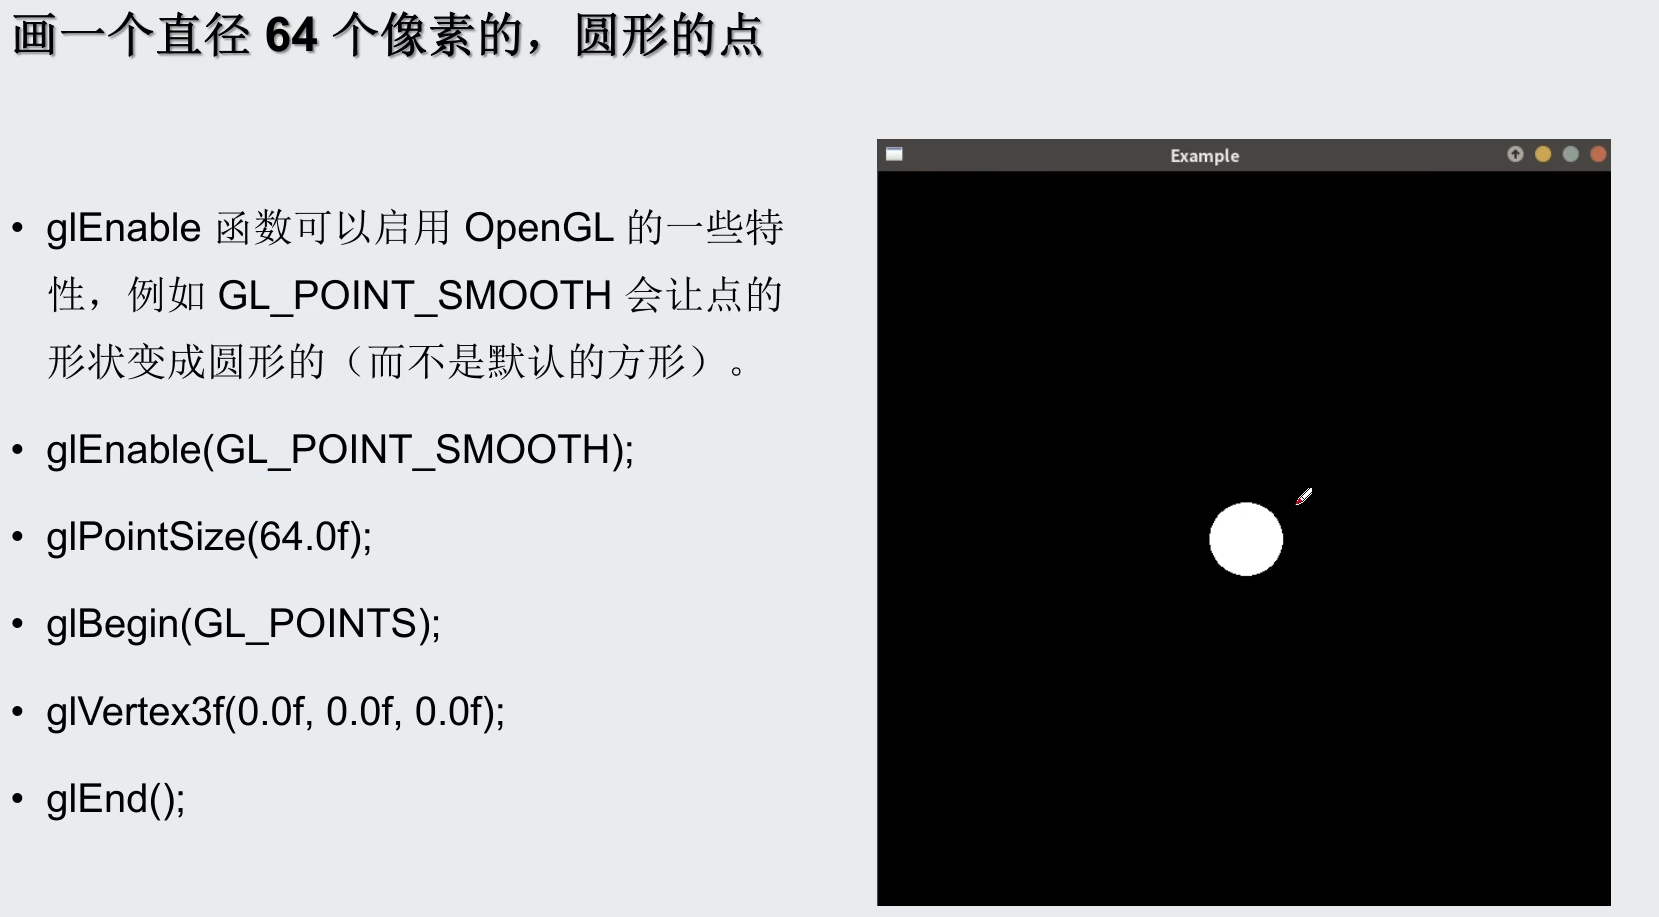 画一个直径 64 个像素的，圆形的点
Example
• glEnable 函数可以启用 OpenGL 的一些特
性，例如 GL_POINT_SMOOTH 会让点的
形状变成圆形的（而不是默认的方形）。
• glEnable(GL_POINT_SMOOTH);
• glPointSize(64.0f);
• glBegin(GL_POINTS);
• glVertex3f(0.0f, 0.0f, 0.0f);
• glEnd();